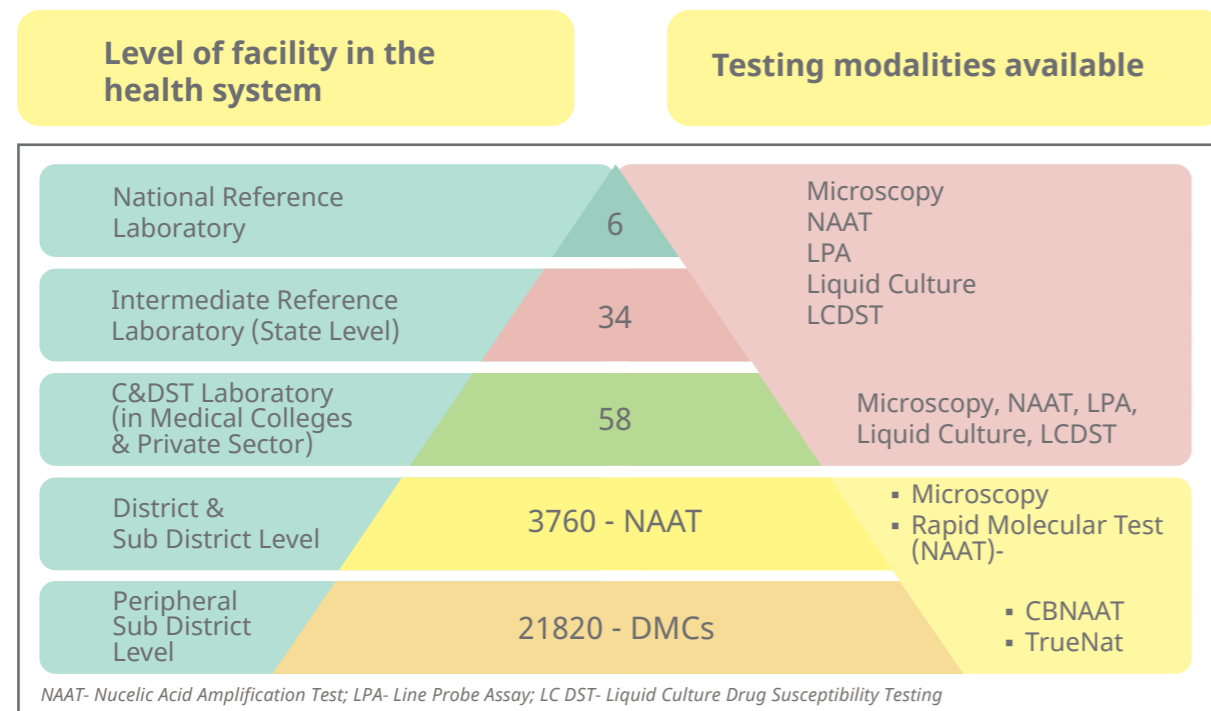 Level of facility in the
health system
Testing modalities available
National Reference
Laboratory
6
Microscopy
NAAT
LPA
Liquid Culture
LCDST
Intermediate Reference
Laboratory (State Level)
34
C&DST Laboratory
(in Medical Colleges
& Private Sector)
58
Microscopy, NAAT, LPA,
Liquid Culture, LCDST
District &
Sub District Level
3760 - NAAT
▪ Microscopy
▪ Rapid Molecular Test
(NAAT)-
Peripheral
Sub District
Level
21820 - DMCs
▪ CBNAAT
▪ TrueNat
NAAT- Nucelic Acid Amplification Test; LPA- Line Probe Assay; LC DST- Liquid Culture Drug Susceptibility Testing